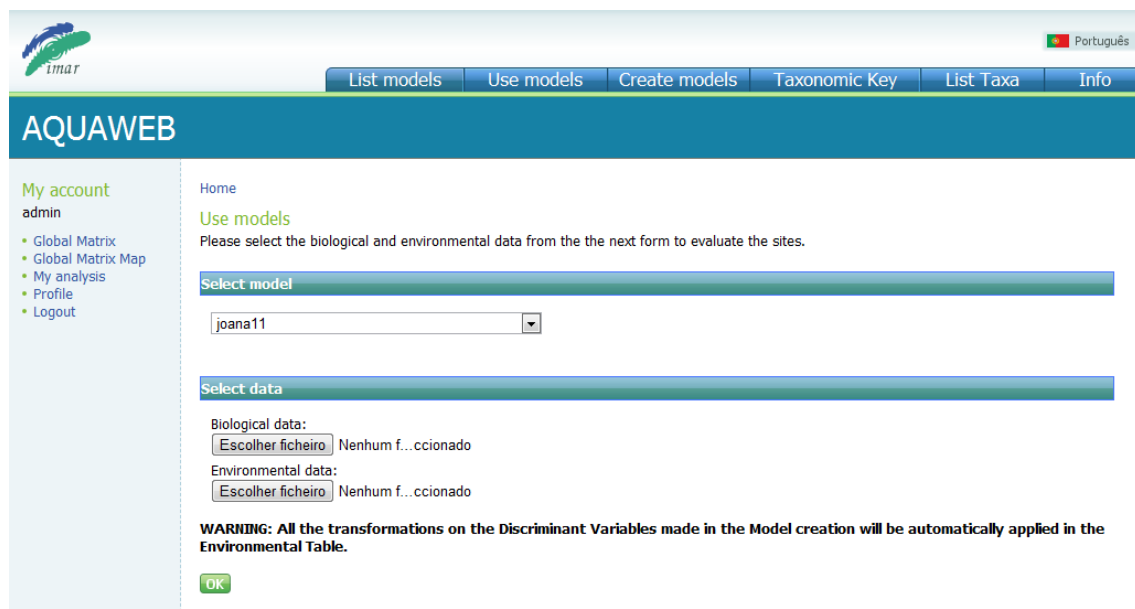 imar
Português
List models Use models Create models Taxonomic Key List Taxa Info
AQUAWEB
My account
admin
Global Matrix
Global Matrix Map
My analysis
Profile
Logout
Home
Use models
Please select the biological and environmental data from the the next form to evaluate the sites.
Select model
joana11
Select data
Biological data:
Escolher ficheiro Nenhum f...ccionado
Environmental data:
Escolher ficheiro Nenhum f...ccionado
WARNING: All the transformations on the Discriminant Variables made in the Model creation will be automatically applied in the
Environmental Table.
OK